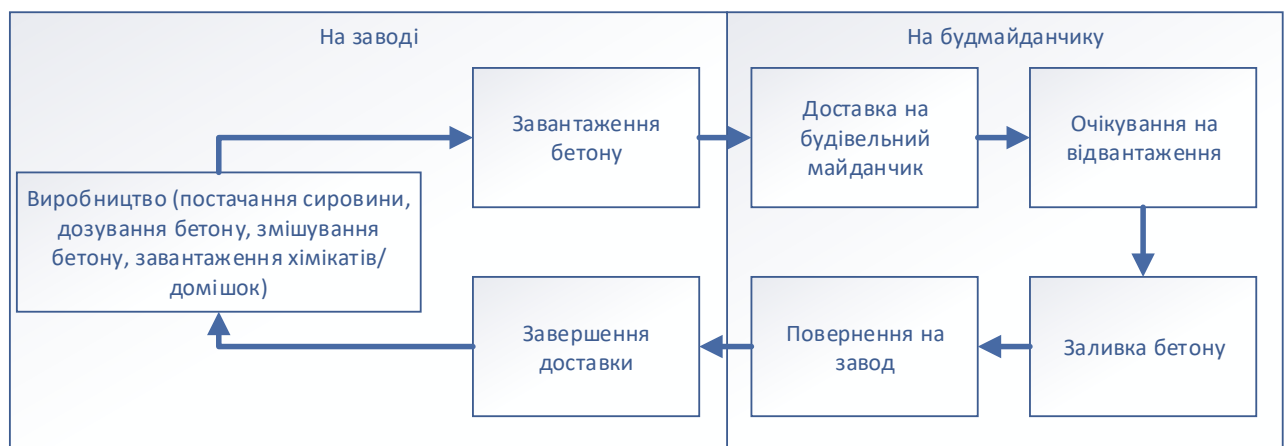 На заводі
На будмайданчику
Завантаження
бетону
Доставка на
будівельний
майданчик
Очікування на
відвантаження
Виробництво (постачання сировини,
дозування бетону, змішування
бетону, завантаження хімікатів/
домішок)
Завершення
доставки
Повернення на
завод
Заливка бетону